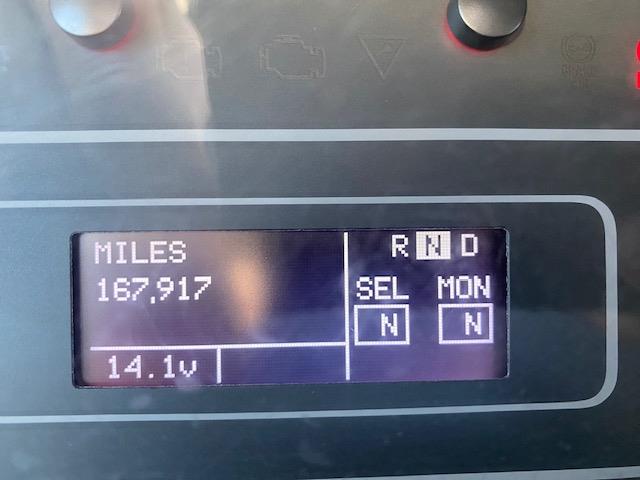 MILES
167,917
14.1v
R N D
SEL MON
N N